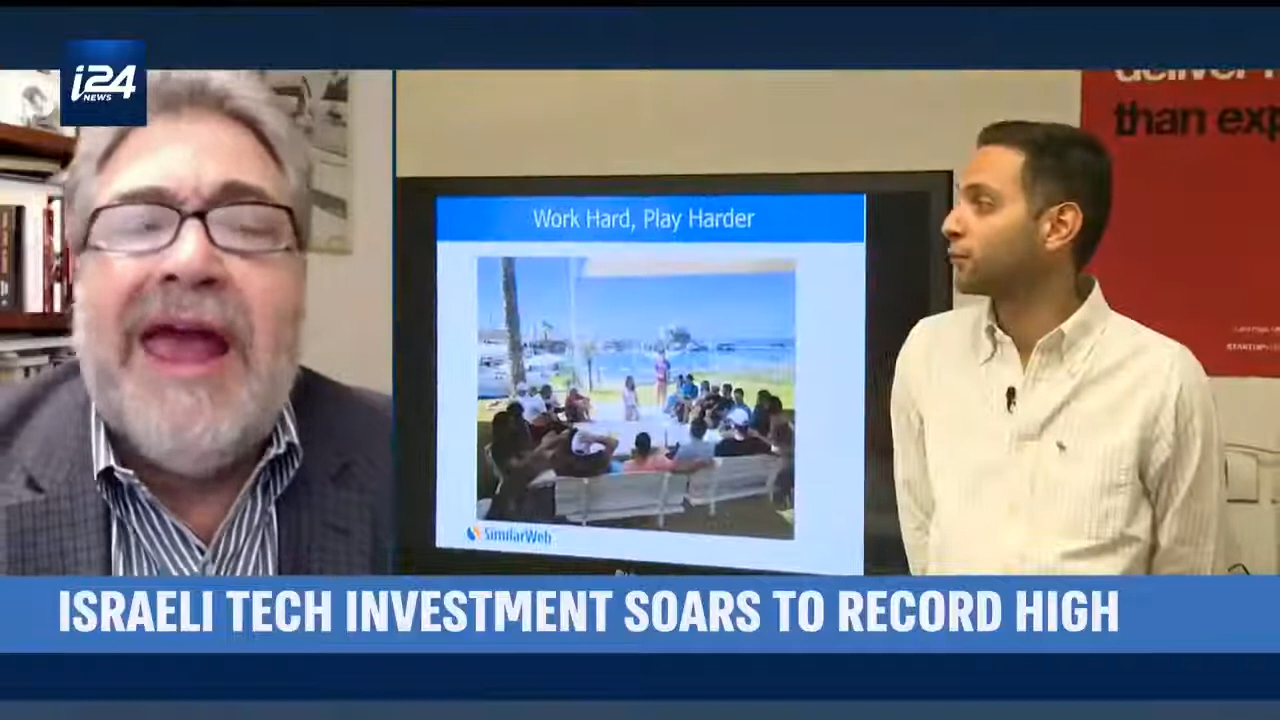 i24
NEWS
than exp
Work Hard, Play Harder
SimilarWeb
ISRAELI TECH INVESTMENT SOARS TO RECORD HIGH